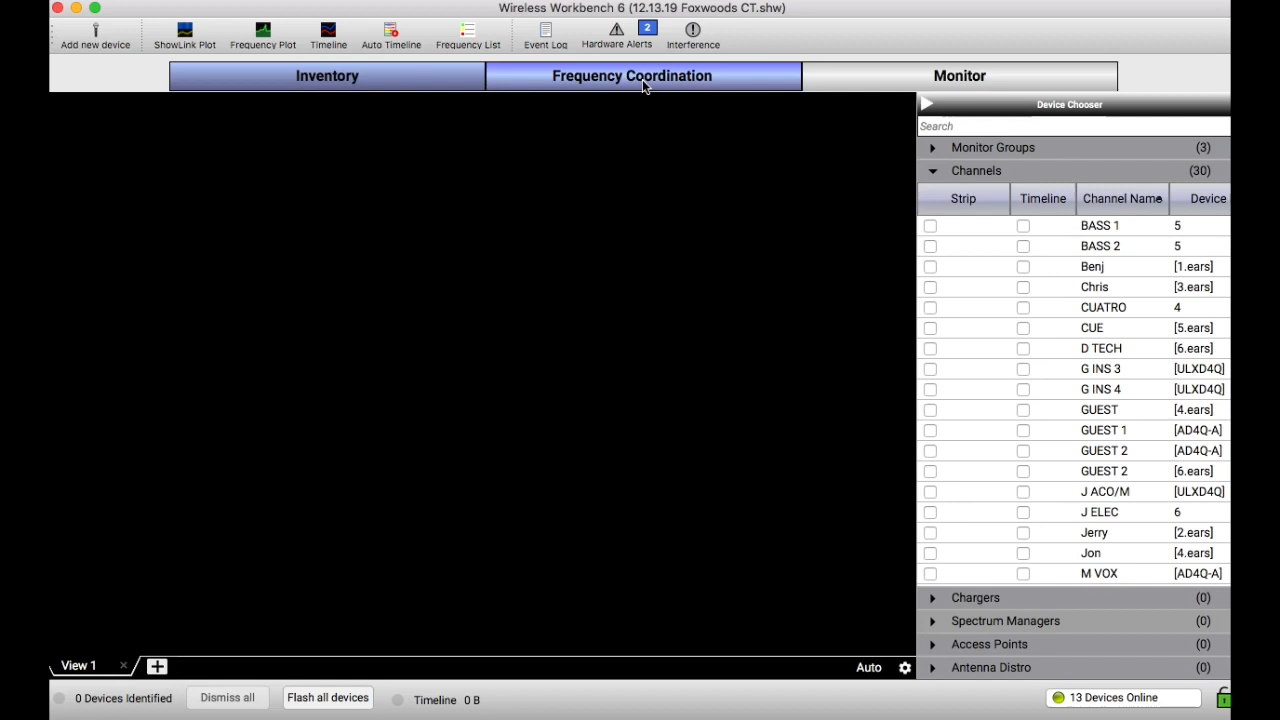 Wireless Workbench 6 (12.13.19 Foxwoods CT.shw)
Add new device ShowLink Plot Frequency Plot Timeline Auto Timeline Frequency List Event Log Hardware Alerts 2 Interference
Inventory Frequency Coordination Monitor
Device Chooser
Search
Monitor Groups (3)
Channels (30)
Strip Timeline Channel Name Device
BASS 1 5
BASS 2 5
Benj [1.ears]
Chris [3.ears]
CUATRO 4
CUE [5.ears]
D TECH [6.ears]
G INS 3 [ULXD4Q]
G INS 4 [ULXD4Q]
GUEST [4.ears]
GUEST 1 [AD4Q-A]
GUEST 2 [AD4Q-A]
GUEST 2 [6.ears]
J ACO/M [ULXD4Q]
J ELEC 6
Jerry [2.ears]
Jon [4.ears]
M VOX [AD4Q-A]
Chargers (0)
Spectrum Managers (0)
Access Points (0)
Antenna Distro (0)
View 1 × + Auto
0 Devices Identified Dismiss all Flash all devices Timeline 0 B 13 Devices Online